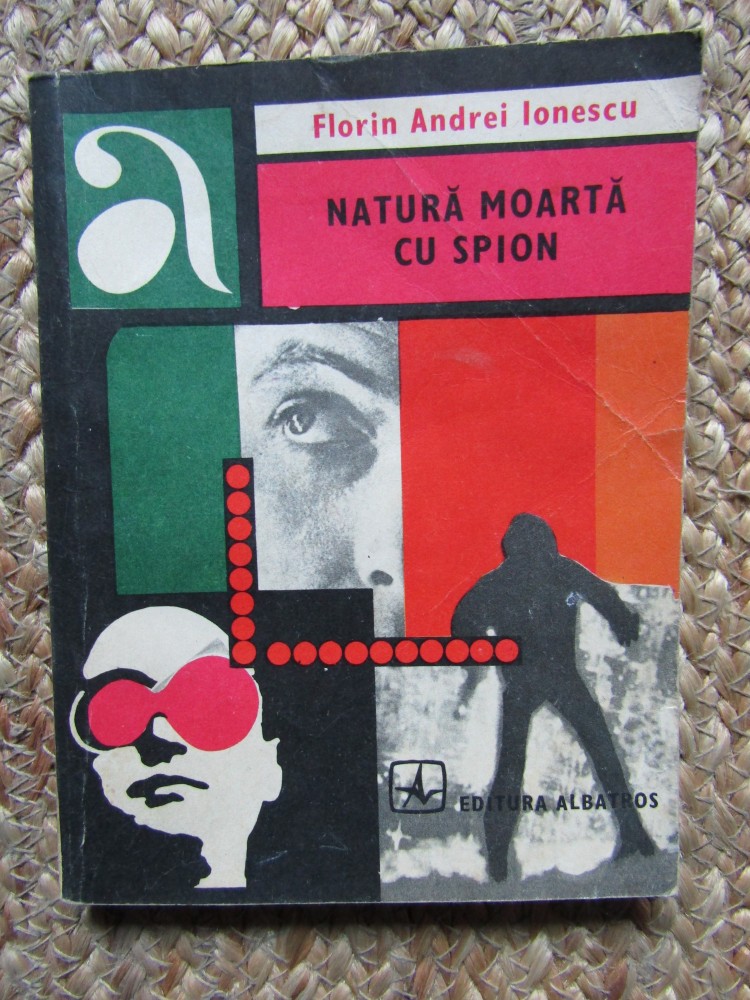 a
Florin Andrei Ionescu
NATURĂ MOARTĂ
CU SPION
EDITURA ALBATROS